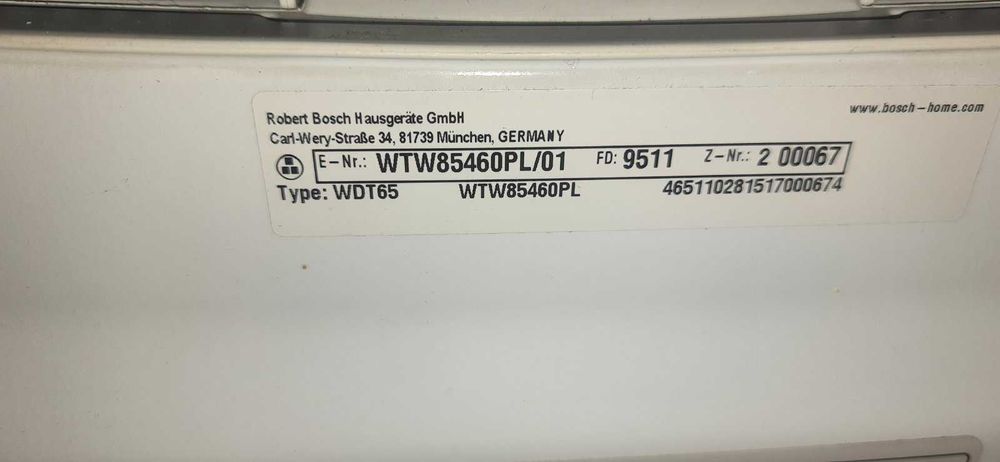 Robert Bosch Hausgeräte GmbH
www.bosch-home.com
Carl-Wery-Straße 34, 81739 München, GERMANY
E-Nr.: WTW85460PL/01 FD: 9511 Z-Nr.: 2 00067
Type: WDT65 WTW85460PL 465110281517000674